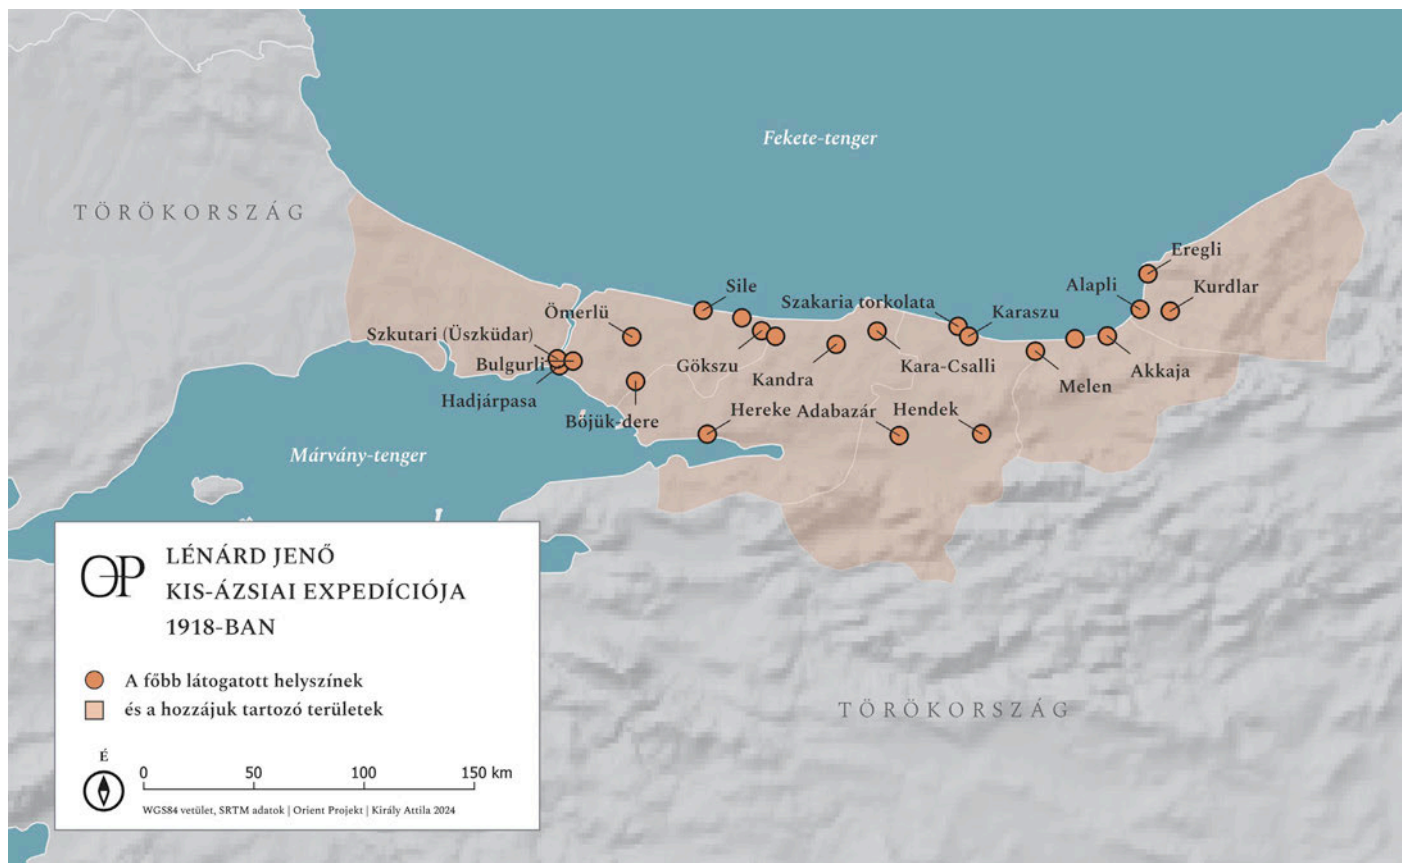 Fekete-tenger
TÖRÖKORSZÁG
Eregli
Sile
Alapli
Kurdlar
Szakaria torkolata
Ömerlü
Karaszu
Szkutari (Üszküdar)
Bulgurli
Gökszu
Kandra
Kara-Csalli
Melen
Akkaja
Hadjárpasa
Böjük-dere
Hereke
Adabazár
Hendek
Márvány-tenger
LÉNÁRD JENŐ
KIS-ÁZSIAI EXPEDÍCIÓJA
1918-BAN
A főbb látogatott helyszínek
és a hozzájuk tartozó területek
TÖRÖKORSZÁG
É
0 50 100 150 km
WGS84 vetület, SRTM adatok | Orient Projekt | Király Attila 2024